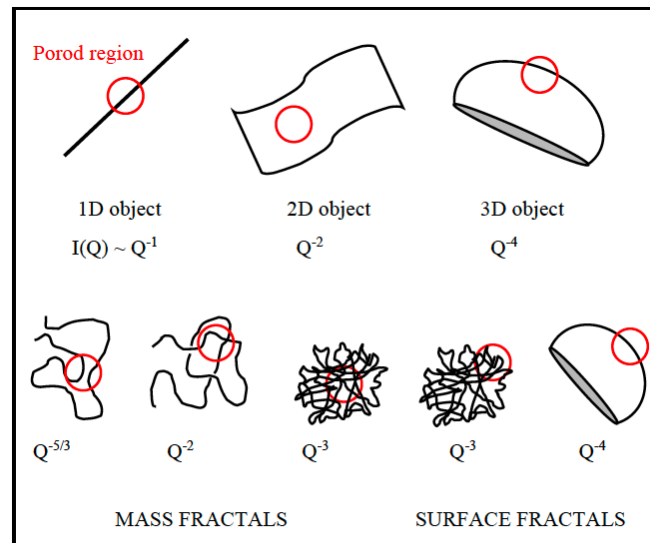 Porod region
1D object 2D object 3D object
I(Q) ~ Q⁻¹ Q⁻² Q⁻⁴
Q⁻⁵/³ Q⁻² Q⁻³ Q⁻³ Q⁻⁴
MASS FRACTALS SURFACE FRACTALS